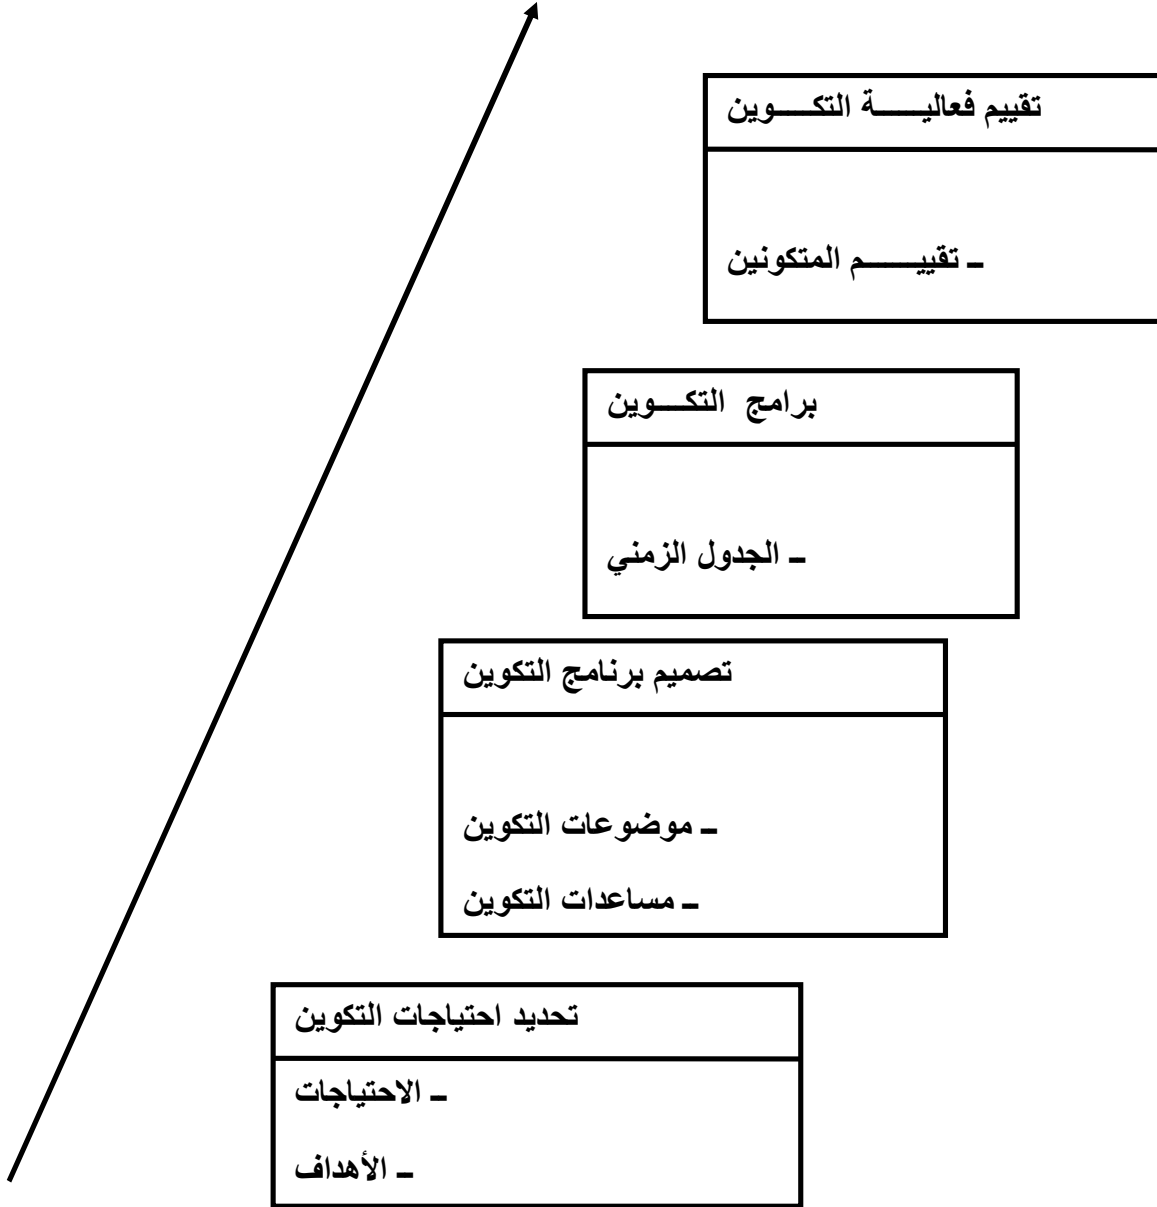 تقييم فعاليـــــة التكـــــوين
ـ تقييـــــم المتكونين
برامج التكـــوين
ـ الجدول الزمني
تصميم برنامج التكوين
ـ موضوعات التكوين
ـ مساعدات التكوين
تحديد احتياجات التكوين
ـ الاحتياجات
ـ الأهداف